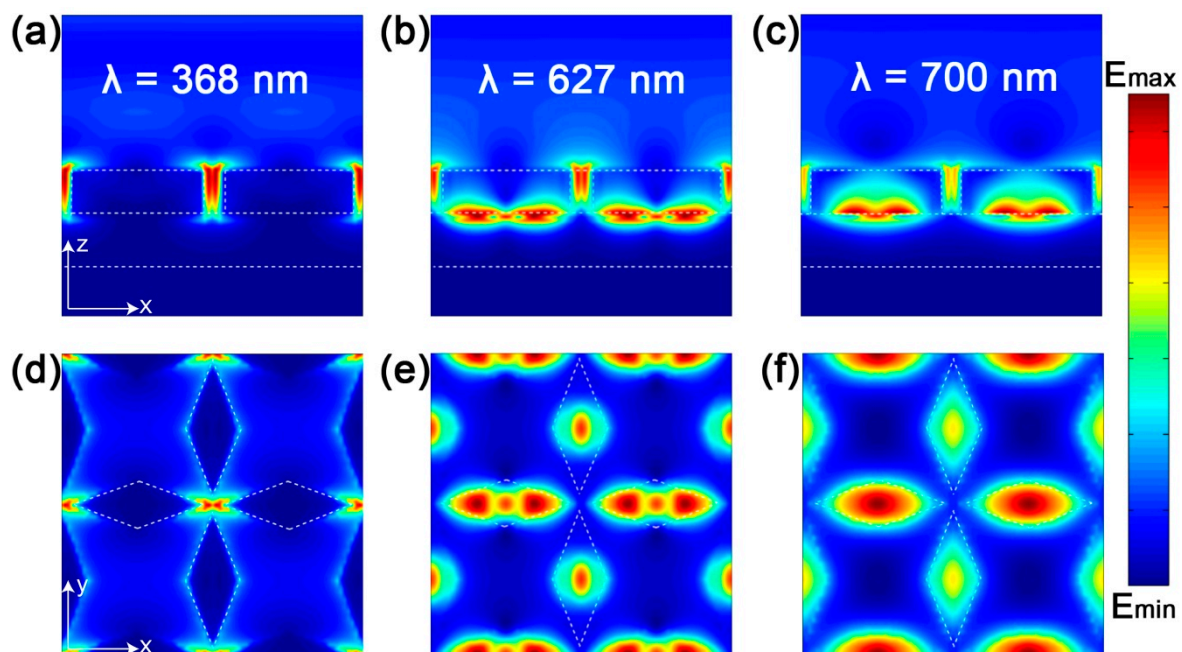 (a)
λ = 368 nm
z
x
(b)
λ = 627 nm
(c)
λ = 700 nm
Emax
Emin
(d)
y
x
(e)
(f)